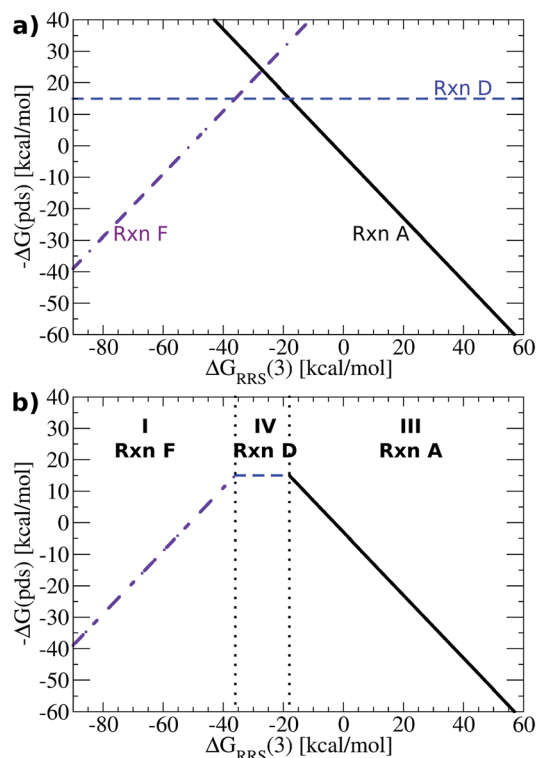 a)
-ΔG(pds) [kcal/mol]
40
30
20
10
0
-10
-20
-30
-40
-50
-60
Rxn D
Rxn F
Rxn A
-80 -60 -40 -20 0 20 40 60
ΔG_RRS(3) [kcal/mol]
b)
-ΔG(pds) [kcal/mol]
40
30
20
10
0
-10
-20
-30
-40
-50
-60
I IV III
Rxn F Rxn D Rxn A
-80 -60 -40 -20 0 20 40 60
ΔG_RRS(3) [kcal/mol]